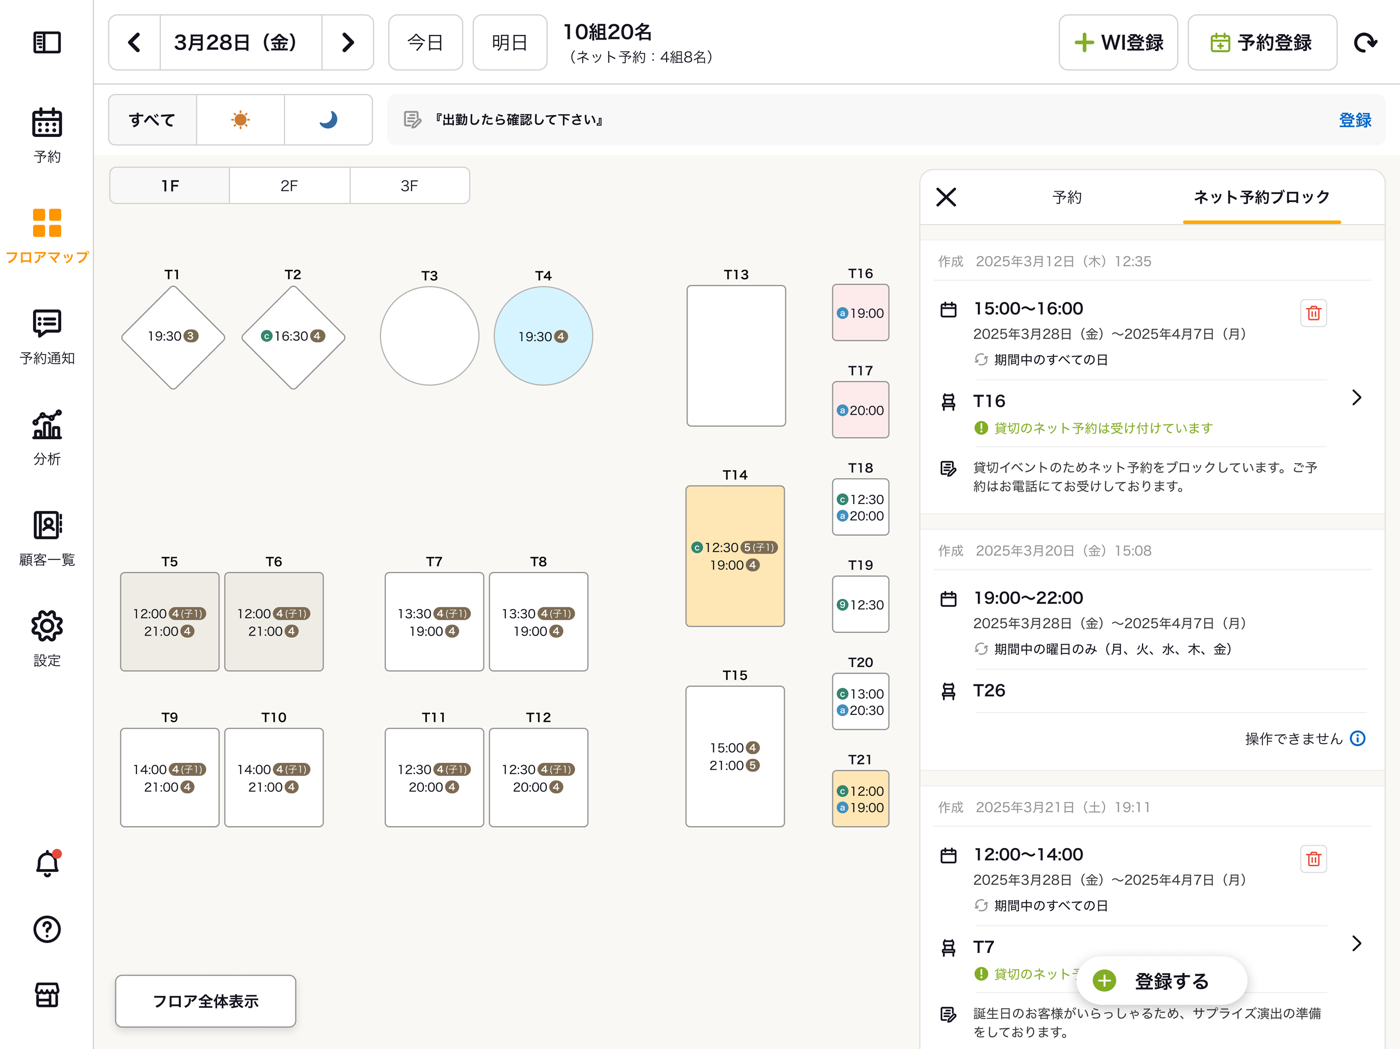 3月28日（金）
今日
明日
10組20名
（ネット予約：4組8名）
WI登録
予約登録
予約
フロアマップ
予約通知
分析
顧客一覧
設定
すべて
『出勤したら確認して下さい』
登録
1F
2F
3F
T1
19:30 3
T2
c 16:30 4
T3
T4
19:30 4
T13
T16
a 19:00
T17
a 20:00
T14
c 12:30 5(子1)
19:00 4
T18
c 12:30
a 20:00
T5
12:00 4(子1)
21:00 4
T6
12:00 4(子1)
21:00 4
T7
13:30 4(子1)
19:00 4
T8
13:30 4(子1)
19:00 4
T19
9 12:30
T15
15:00 4
21:00 5
T20
c 13:00
a 20:30
T9
14:00 4(子1)
21:00 4
T10
14:00 4(子1)
21:00 4
T11
12:30 4(子1)
20:00 4
T12
12:30 4(子1)
20:00 4
T21
c 12:00
a 19:00
フロア全体表示
予約
ネット予約ブロック
作成 2025年3月12日（木）12:35
15:00〜16:00
2025年3月28日（金）〜2025年4月7日（月）
期間中のすべての日
T16
貸切のネット予約は受け付けています
貸切イベントのためネット予約をブロックしています。ご予
約はお電話にてお受けしております。
作成 2025年3月20日（金）15:08
19:00〜22:00
2025年3月28日（金）〜2025年4月7日（月）
期間中の曜日のみ（月、火、水、木、金）
T26
操作できません
作成 2025年3月21日（土）19:11
12:00〜14:00
2025年3月28日（金）〜2025年4月7日（月）
期間中のすべての日
T7
貸切のネット
登録する
誕生日のお客様がいらっしゃるため、サプライズ演出の準備
をしております。